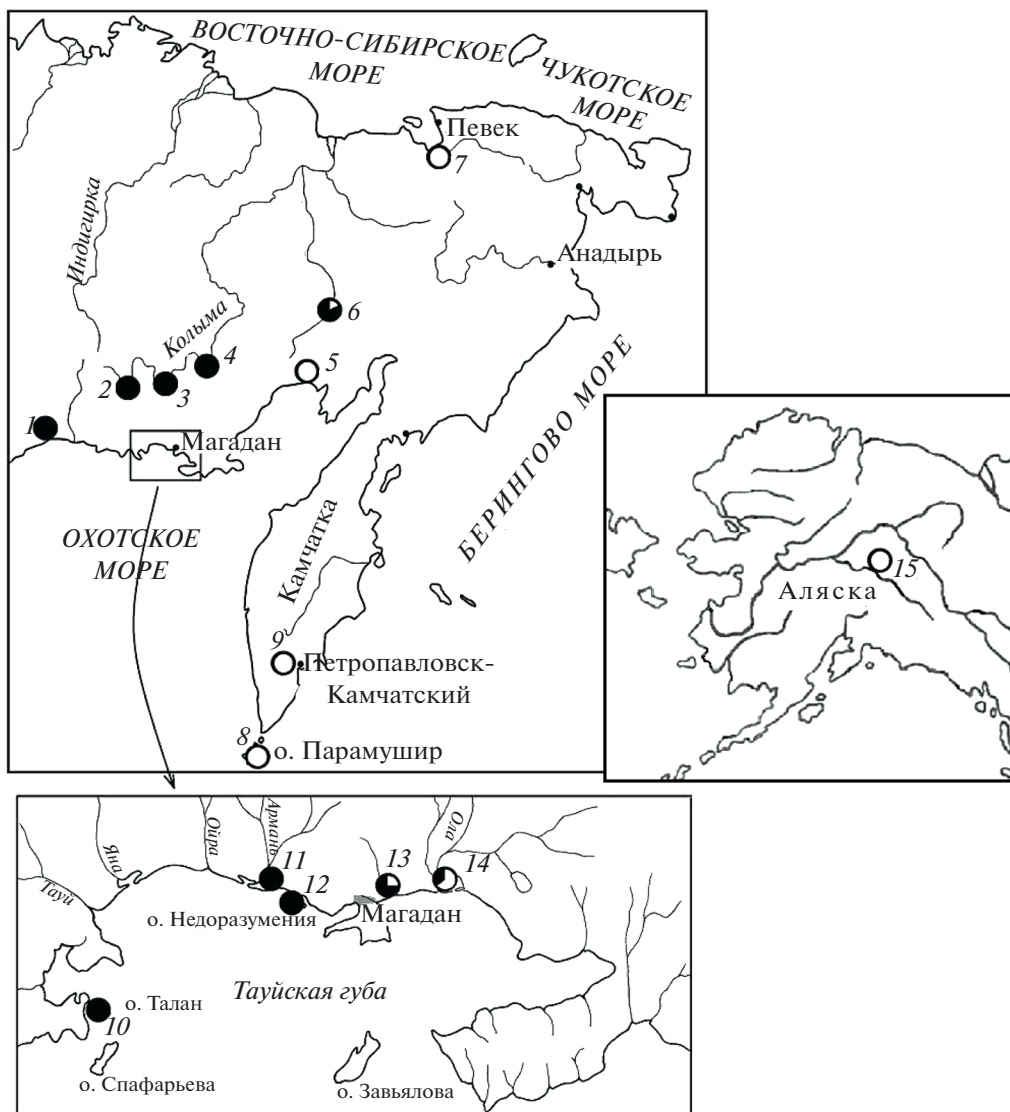 ВОСТОЧНО-СИБИРСКОЕ
МОРЕ
ЧУКОТСКОЕ
МОРЕ
Певек
7
Индигирка
Анадырь
6
Колыма
4
5
2
3
1
Магадан
БЕРИНГОВО МОРЕ
ОХОТСКОЕ
МОРЕ
Камчатка
15
Аляска
9
Петропавловск-
Камчатский
8
о. Парамушир
Тауй
Яна
Ойра
Армань
Ола
11
12
13
14
о. Недоразумения
Магадан
о. Талан
10
Тауйская губа
о. Спафарьева
о. Завьялова